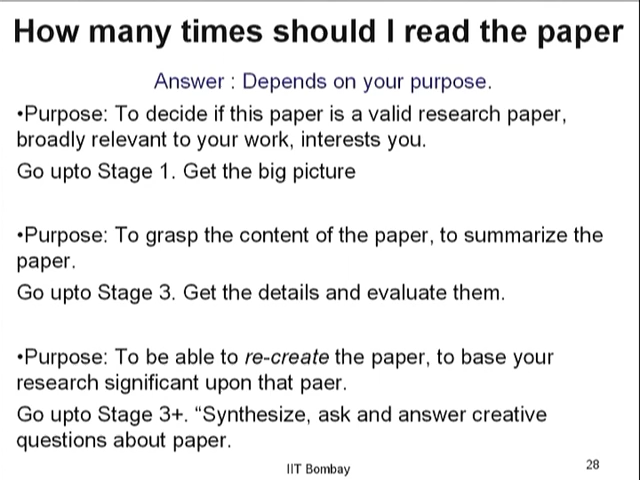 How many times should I read the paper
Answer : Depends on your purpose.
•Purpose: To decide if this paper is a valid research paper,
broadly relevant to your work, interests you.
Go upto Stage 1. Get the big picture
•Purpose: To grasp the content of the paper, to summarize the
paper.
Go upto Stage 3. Get the details and evaluate them.
•Purpose: To be able to re-create the paper, to base your
research significant upon that paer.
Go upto Stage 3+. “Synthesize, ask and answer creative
questions about paper.
IIT Bombay
28